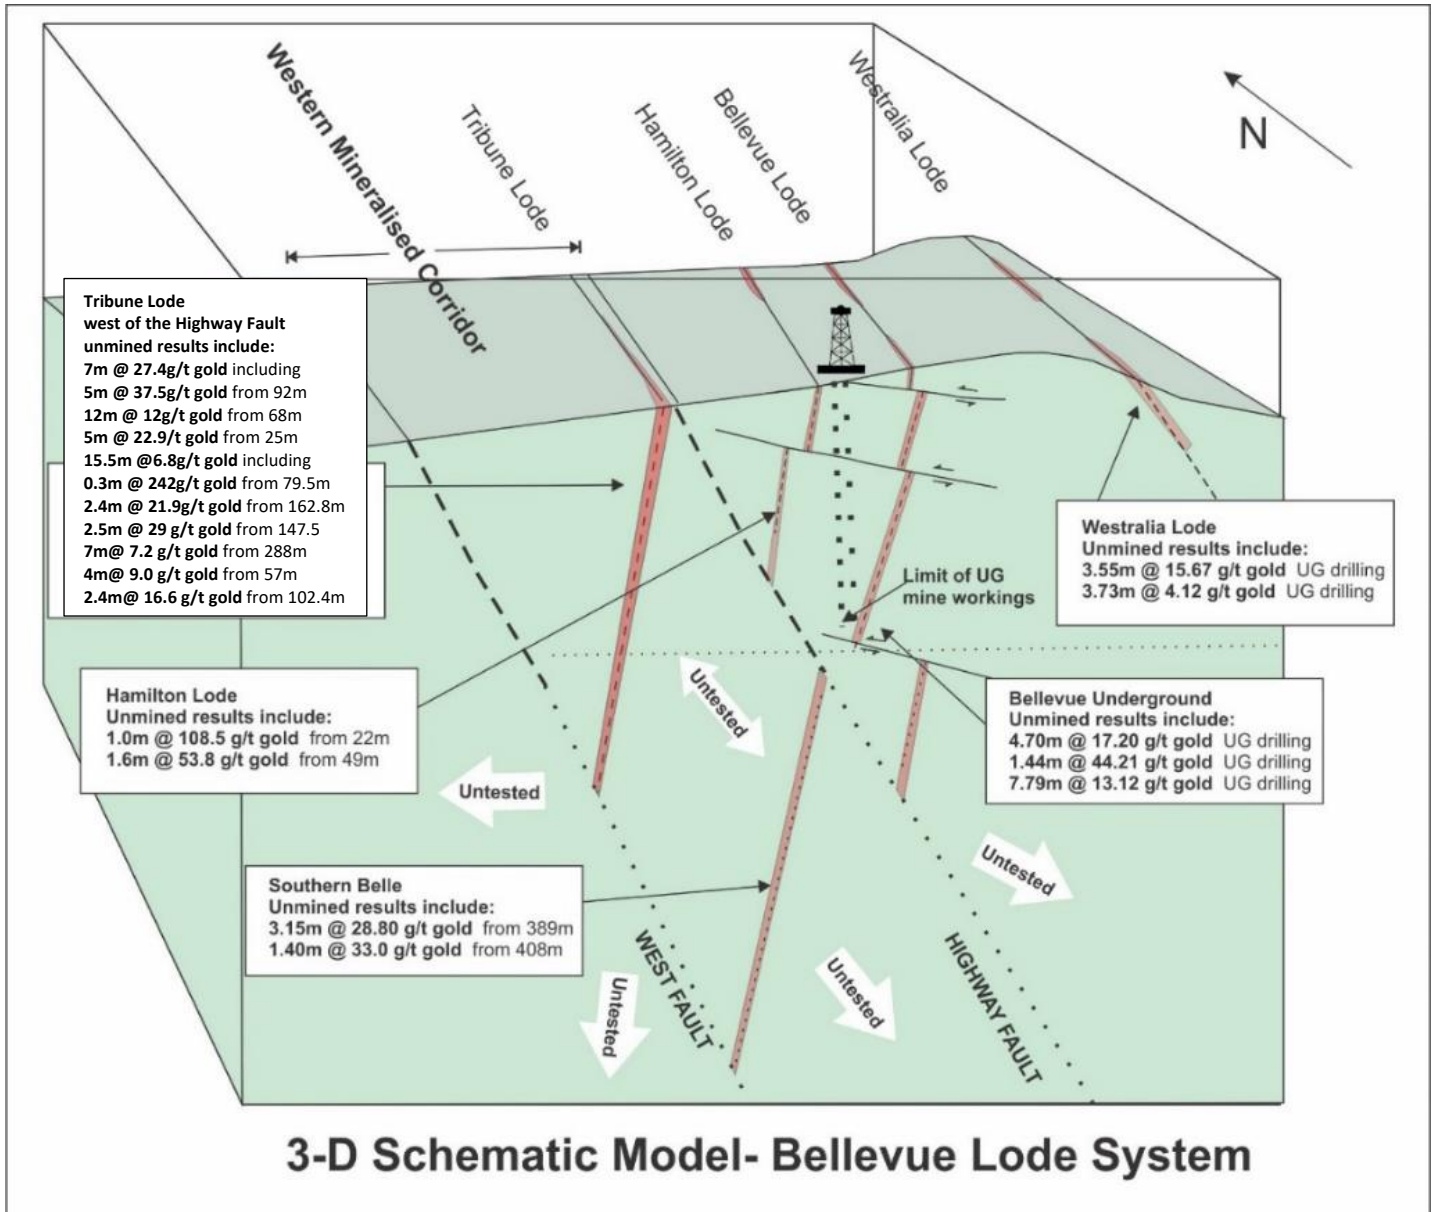 Western Mineralised Corridor
Tribune Lode
Hamilton Lode
Bellevue Lode
Westralia Lode
N
Tribune Lode
west of the Highway Fault
unmined results include:
7m @ 27.4g/t gold including
5m @ 37.5g/t gold from 92m
12m @ 12g/t gold from 68m
5m @ 22.9/t gold from 25m
15.5m @6.8g/t gold including
0.3m @ 242g/t gold from 79.5m
2.4m @ 21.9g/t gold from 162.8m
2.5m @ 29 g/t gold from 147.5
7m@ 7.2 g/t gold from 288m
4m@ 9.0 g/t gold from 57m
2.4m@ 16.6 g/t gold from 102.4m
Westralia Lode
Unmined results include:
3.55m @ 15.67 g/t gold UG drilling
3.73m @ 4.12 g/t gold UG drilling
Limit of UG
mine workings
Hamilton Lode
Unmined results include:
1.0m @ 108.5 g/t gold from 22m
1.6m @ 53.8 g/t gold from 49m
Untested
Bellevue Underground
Unmined results include:
4.70m @ 17.20 g/t gold UG drilling
1.44m @ 44.21 g/t gold UG drilling
7.79m @ 13.12 g/t gold UG drilling
Untested
Untested
Southern Belle
Unmined results include:
3.15m @ 28.80 g/t gold from 389m
1.40m @ 33.0 g/t gold from 408m
WEST FAULT
Untested
Untested
HIGHWAY FAULT
3-D Schematic Model- Bellevue Lode System